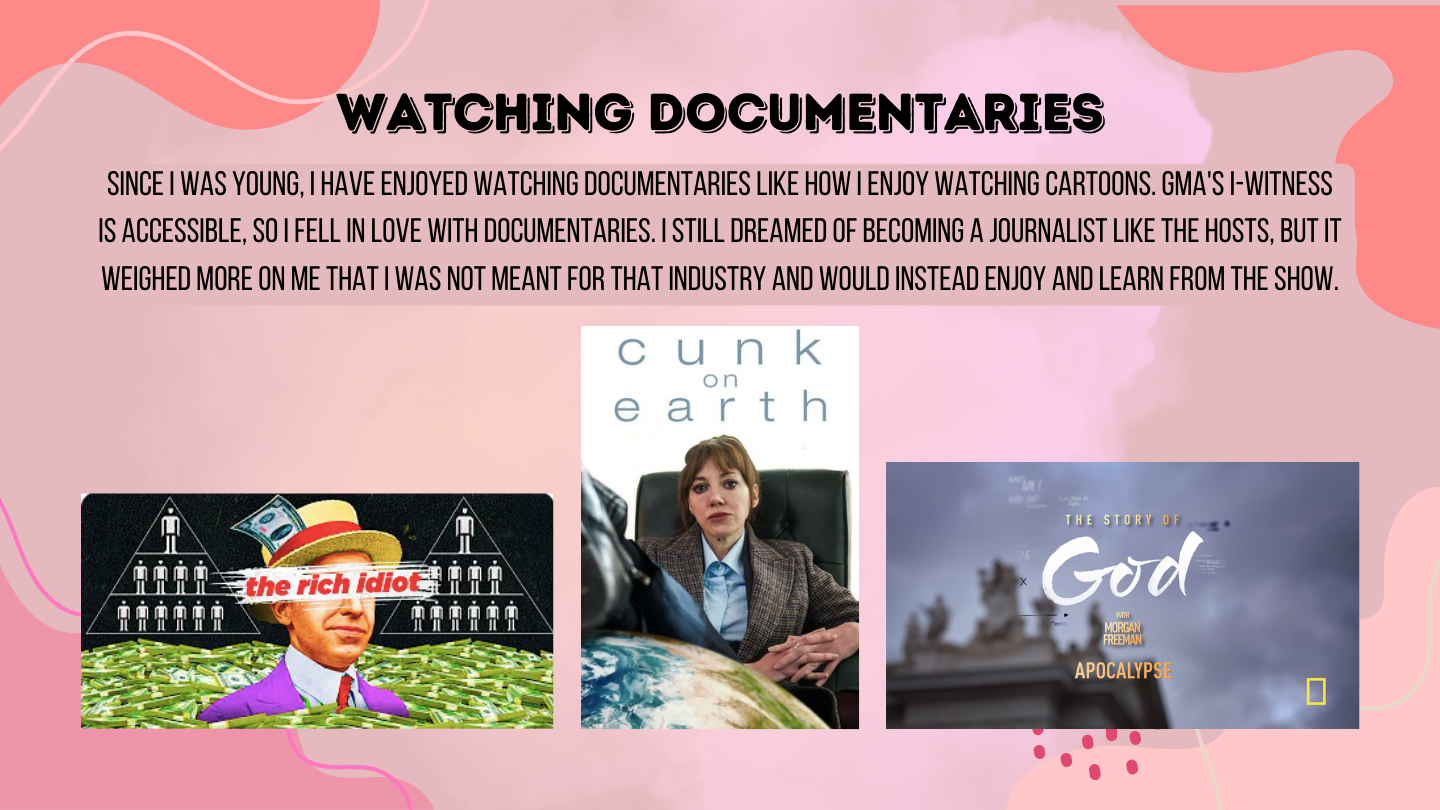 WATCHING DOCUMENTARIES
SINCE I WAS YOUNG, I HAVE ENJOYED WATCHING DOCUMENTARIES LIKE HOW I ENJOY WATCHING CARTOONS. GMA'S I-WITNESS
IS ACCESSIBLE, SO I FELL IN LOVE WITH DOCUMENTARIES. I STILL DREAMED OF BECOMING A JOURNALIST LIKE THE HOSTS, BUT IT
WEIGHED MORE ON ME THAT I WAS NOT MEANT FOR THAT INDUSTRY AND WOULD INSTEAD ENJOY AND LEARN FROM THE SHOW.
the rich idiot
cunk
on
earth
THE STORY OF
God
WITH
MORGAN
FREEMAN
APOCALYPSE